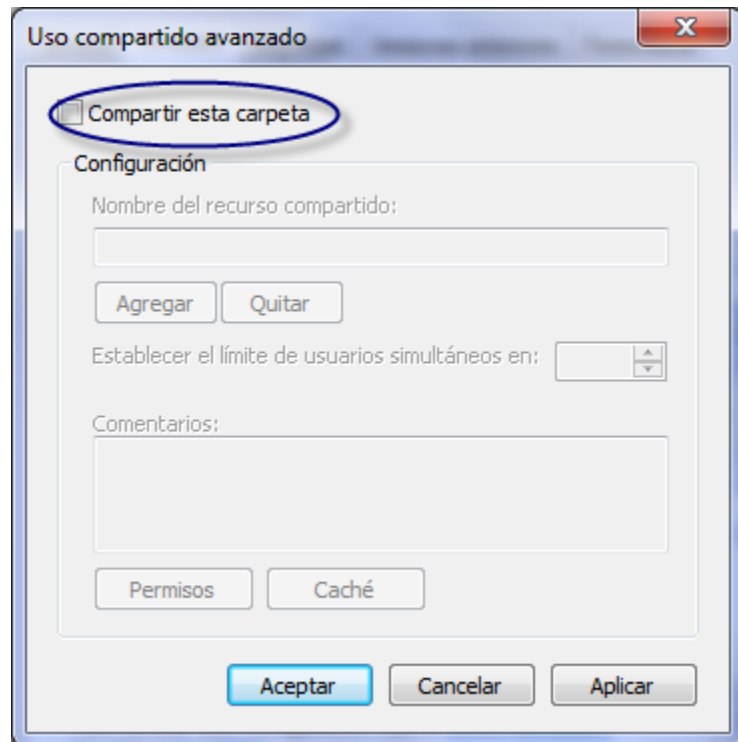 Uso compartido avanzado
Compartir esta carpeta
Configuración
Nombre del recurso compartido:
Agregar Quitar
Establecer el límite de usuarios simultáneos en:
Comentarios:
Permisos Caché
Aceptar Cancelar Aplicar